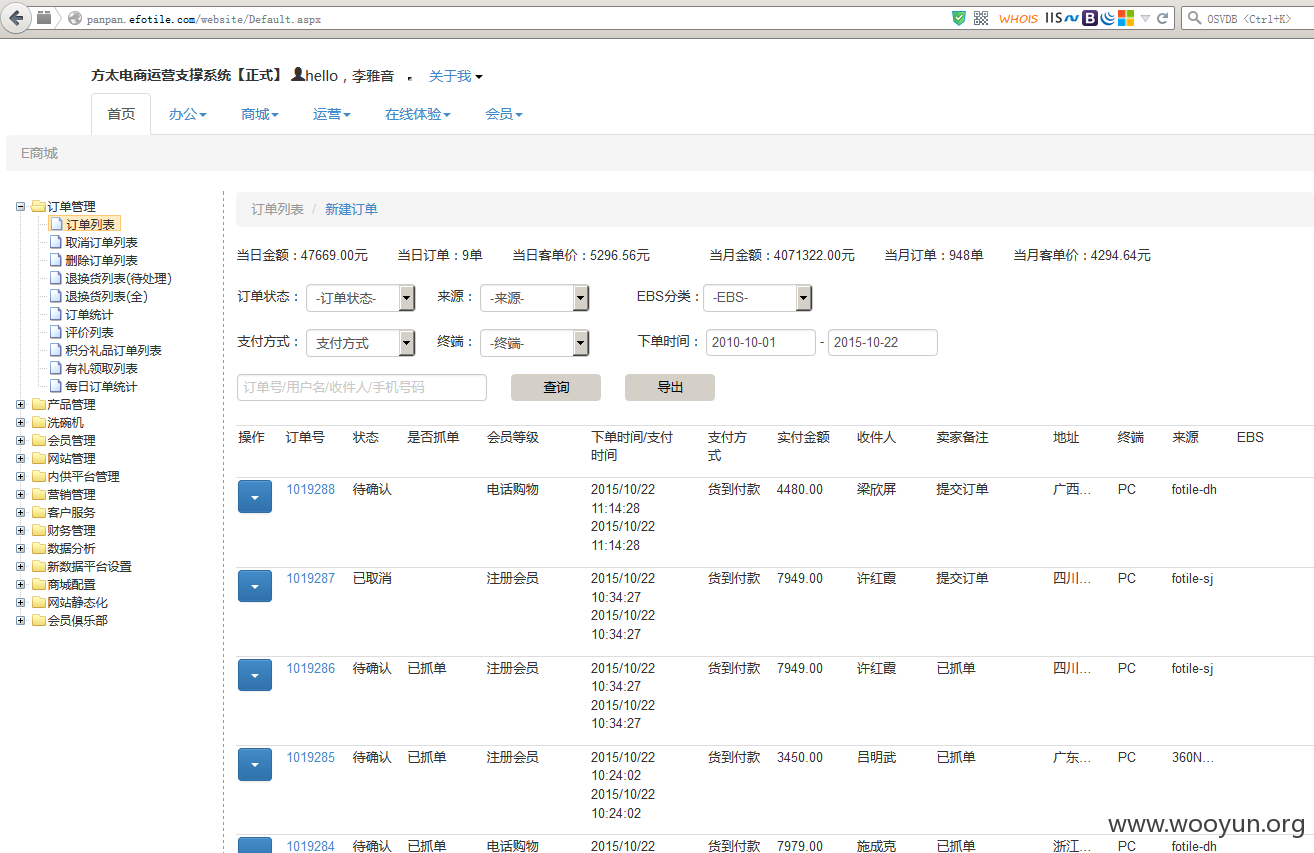 panpan.efotile.com/website/Default.aspx WHOIS IIS B OSVDB <Ctrl+K>
方太电商运营支撑系统【正式】 hello，李雅音 . 关于我
首页 办公 商城 运营 在线体验 会员
E商城
订单管理
订单列表
取消订单列表
删除订单列表
退换货列表(待处理)
退换货列表(全)
订单统计
评价列表
积分礼品订单列表
有礼领取列表
每日订单统计
产品管理
洗碗机
会员管理
网站管理
内供平台管理
营销管理
客户服务
财务管理
数据分析
新数据平台设置
商城配置
网站静态化
会员俱乐部
订单列表 / 新建订单
当日金额：47669.00元 当日订单：9单 当日客单价：5296.56元 当月金额：4071322.00元 当月订单：948单 当月客单价：4294.64元
订单状态： -订单状态- 来源： -来源- EBS分类： -EBS-
支付方式： 支付方式 终端： -终端- 下单时间： 2010-10-01 - 2015-10-22
订单号/用户名/收件人/手机号码 查询 导出
操作 订单号 状态 是否抓单 会员等级 下单时间/支付 支付方 实付金额 收件人 卖家备注 地址 终端 来源 EBS
时间 式
1019288 待确认 电话购物 2015/10/22 货到付款 4480.00 梁欣屏 提交订单 广西... PC fotile-dh
11:14:28
2015/10/22
11:14:28
1019287 已取消 注册会员 2015/10/22 货到付款 7949.00 许红霞 提交订单 四川... PC fotile-sj
10:34:27
2015/10/22
10:34:27
1019286 待确认 已抓单 注册会员 2015/10/22 货到付款 7949.00 许红霞 已抓单 四川... PC fotile-sj
10:34:27
2015/10/22
10:34:27
1019285 待确认 已抓单 注册会员 2015/10/22 货到付款 3450.00 吕明武 已抓单 广东... PC 360N...
10:24:02
2015/10/22
10:24:02
1019284 待确认 已抓单 电话购物 2015/10/22 货到付款 7979.00 施成克 已抓单 浙江... PC fotile-dh
www.wooyun.org